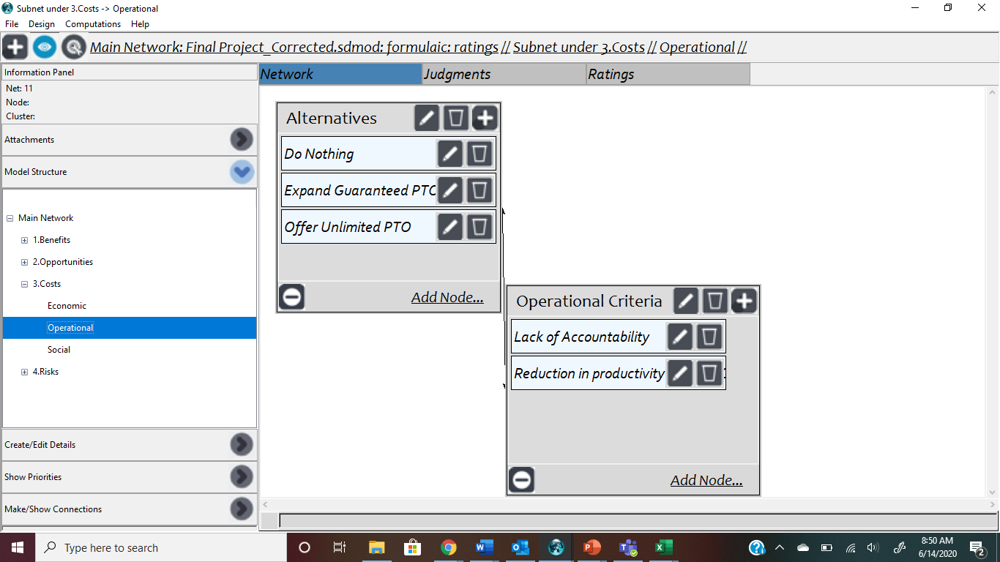 Subnet under 3.Costs -> Operational
File Design Computations Help
Main Network: Final Project_Corrected.sdmod: formulaic: ratings // Subnet under 3.Costs // Operational //
Information Panel
Net: 11
Node:
Cluster:
Attachments
Model Structure
Main Network
1.Benefits
2.Opportunities
3.Costs
Economic
Operational
Social
4.Risks
Create/Edit Details
Show Priorities
Make/Show Connections
Network Judgments Ratings
Alternatives
Do Nothing
Expand Guaranteed PTO
Offer Unlimited PTO
Add Node...
Operational Criteria
Lack of Accountability
Reduction in productivity
Add Node...
Type here to search
8:50 AM
6/14/2020
2